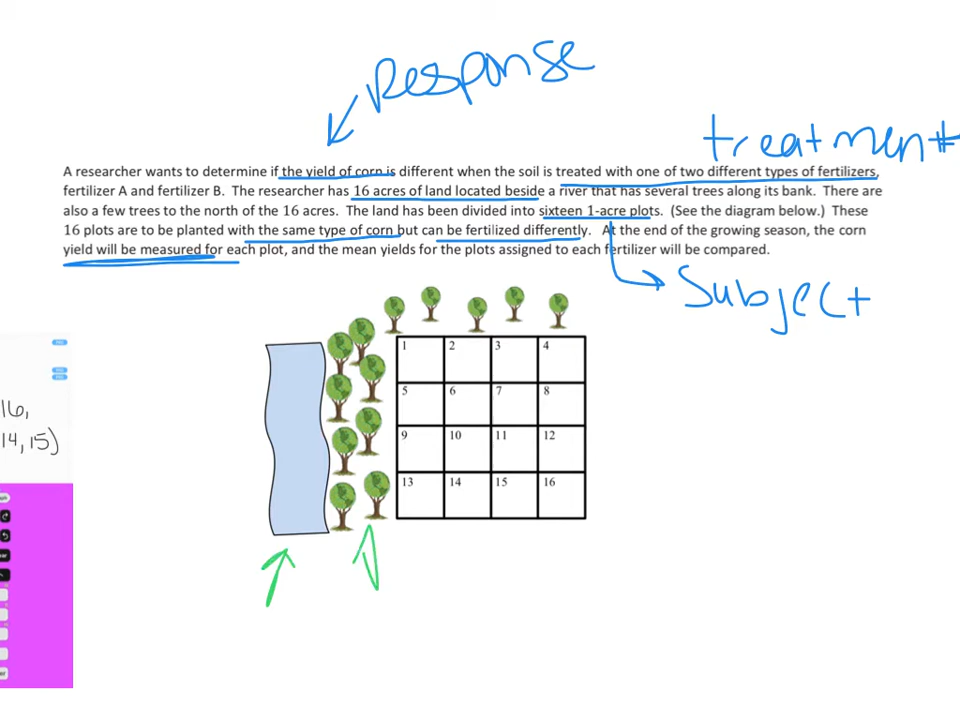 Response
treatment
A researcher wants to determine if the yield of corn is different when the soil is treated with one of two different types of fertilizers,
fertilizer A and fertilizer B. The researcher has 16 acres of land located beside a river that has several trees along its bank. There are
also a few trees to the north of the 16 acres. The land has been divided into sixteen 1-acre plots. (See the diagram below.) These
16 plots are to be planted with the same type of corn but can be fertilized differently. At the end of the growing season, the corn
yield will be measured for each plot, and the mean yields for the plots assigned to each fertilizer will be compared.
Subject
1 2 3 4
5 6 7 8
9 10 11 12
13 14 15 16
16,
14, 15)